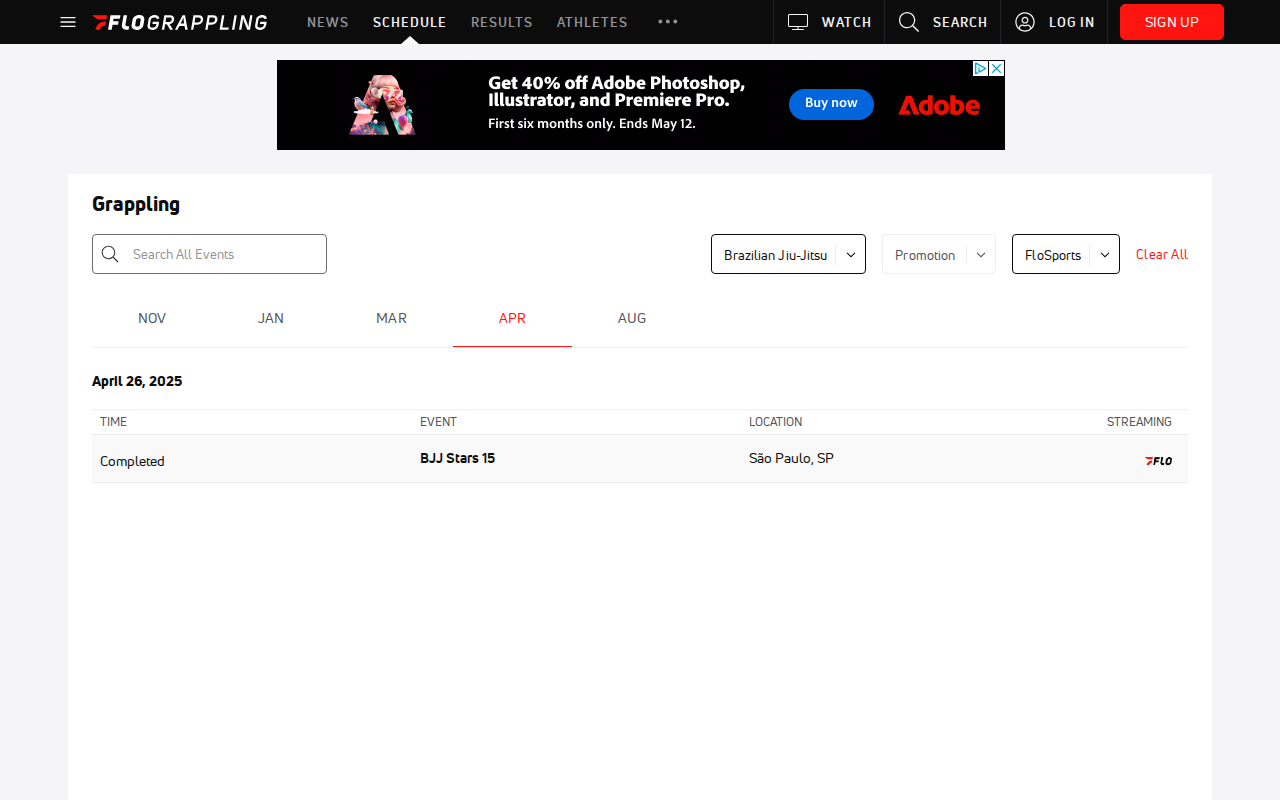 FLOGRAPPLING NEWS SCHEDULE RESULTS ATHLETES ••• WATCH SEARCH LOG IN SIGN UP
Get 40% off Adobe Photoshop,
Illustrator, and Premiere Pro.
First six months only. Ends May 12.
Buy now
Adobe
Grappling
Search All Events Brazilian Jiu-Jitsu Promotion FloSports Clear All
NOV JAN MAR APR AUG
April 26, 2025
TIME EVENT LOCATION STREAMING
Completed BJJ Stars 15 São Paulo, SP FLO